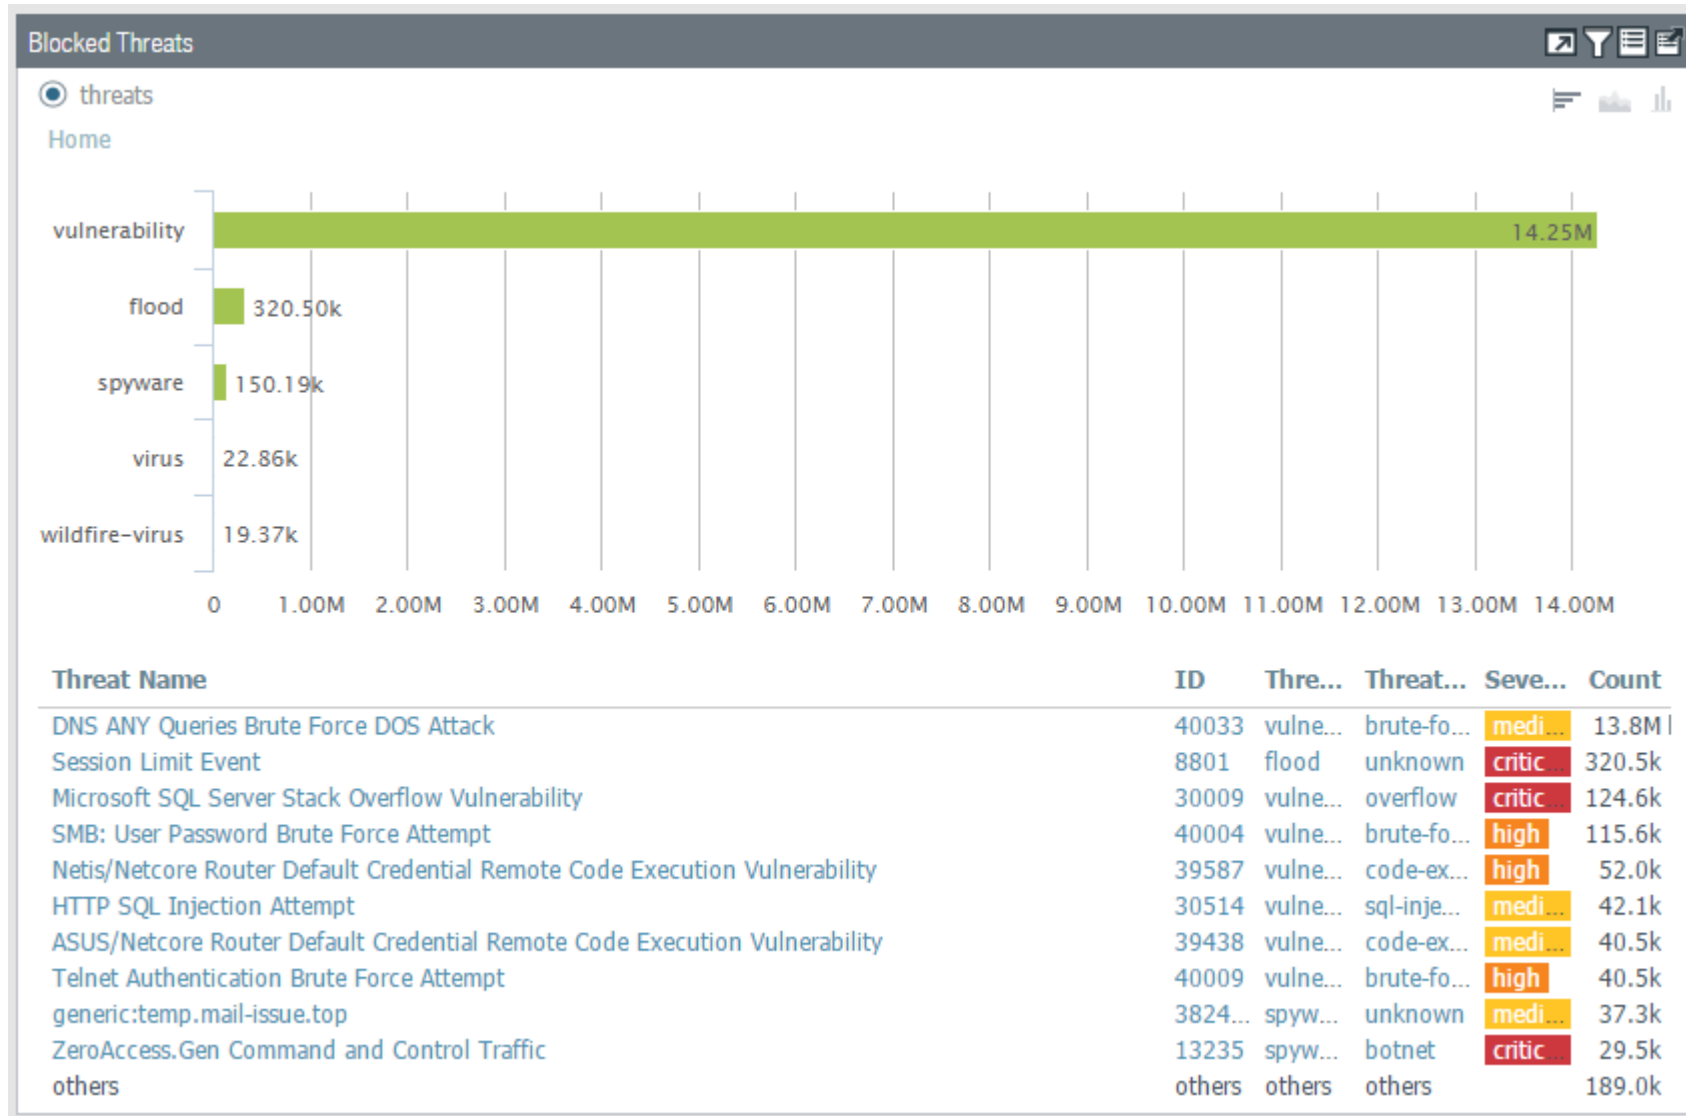 Blocked Threats
threats
Home
vulnerability 14.25M
flood 320.50k
spyware 150.19k
virus 22.86k
wildfire-virus 19.37k
0 1.00M 2.00M 3.00M 4.00M 5.00M 6.00M 7.00M 8.00M 9.00M 10.00M 11.00M 12.00M 13.00M 14.00M
Threat Name ID Thre... Threat... Seve... Count
DNS ANY Queries Brute Force DOS Attack 40033 vulne... brute-fo... medi... 13.8M
Session Limit Event 8801 flood unknown critic... 320.5k
Microsoft SQL Server Stack Overflow Vulnerability 30009 vulne... overflow critic... 124.6k
SMB: User Password Brute Force Attempt 40004 vulne... brute-fo... high 115.6k
Netis/Netcore Router Default Credential Remote Code Execution Vulnerability 39587 vulne... code-ex... high 52.0k
HTTP SQL Injection Attempt 30514 vulne... sql-inje... medi... 42.1k
ASUS/Netcore Router Default Credential Remote Code Execution Vulnerability 39438 vulne... code-ex... medi... 40.5k
Telnet Authentication Brute Force Attempt 40009 vulne... brute-fo... high 40.5k
generic:temp.mail-issue.top 3824... spyw... unknown medi... 37.3k
ZeroAccess.Gen Command and Control Traffic 13235 spyw... botnet critic... 29.5k
others others others others 189.0k